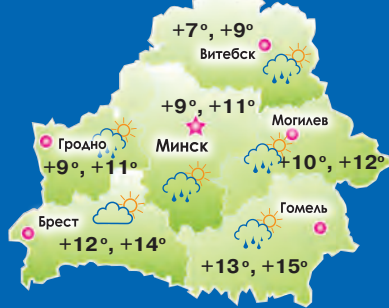 +7°, +9°
Витебск
+9°, +11°
Минск
Могилев
+10°, +12°
Гродно
+9°, +11°
Брест
+12°, +14°
Гомель
+13°, +15°